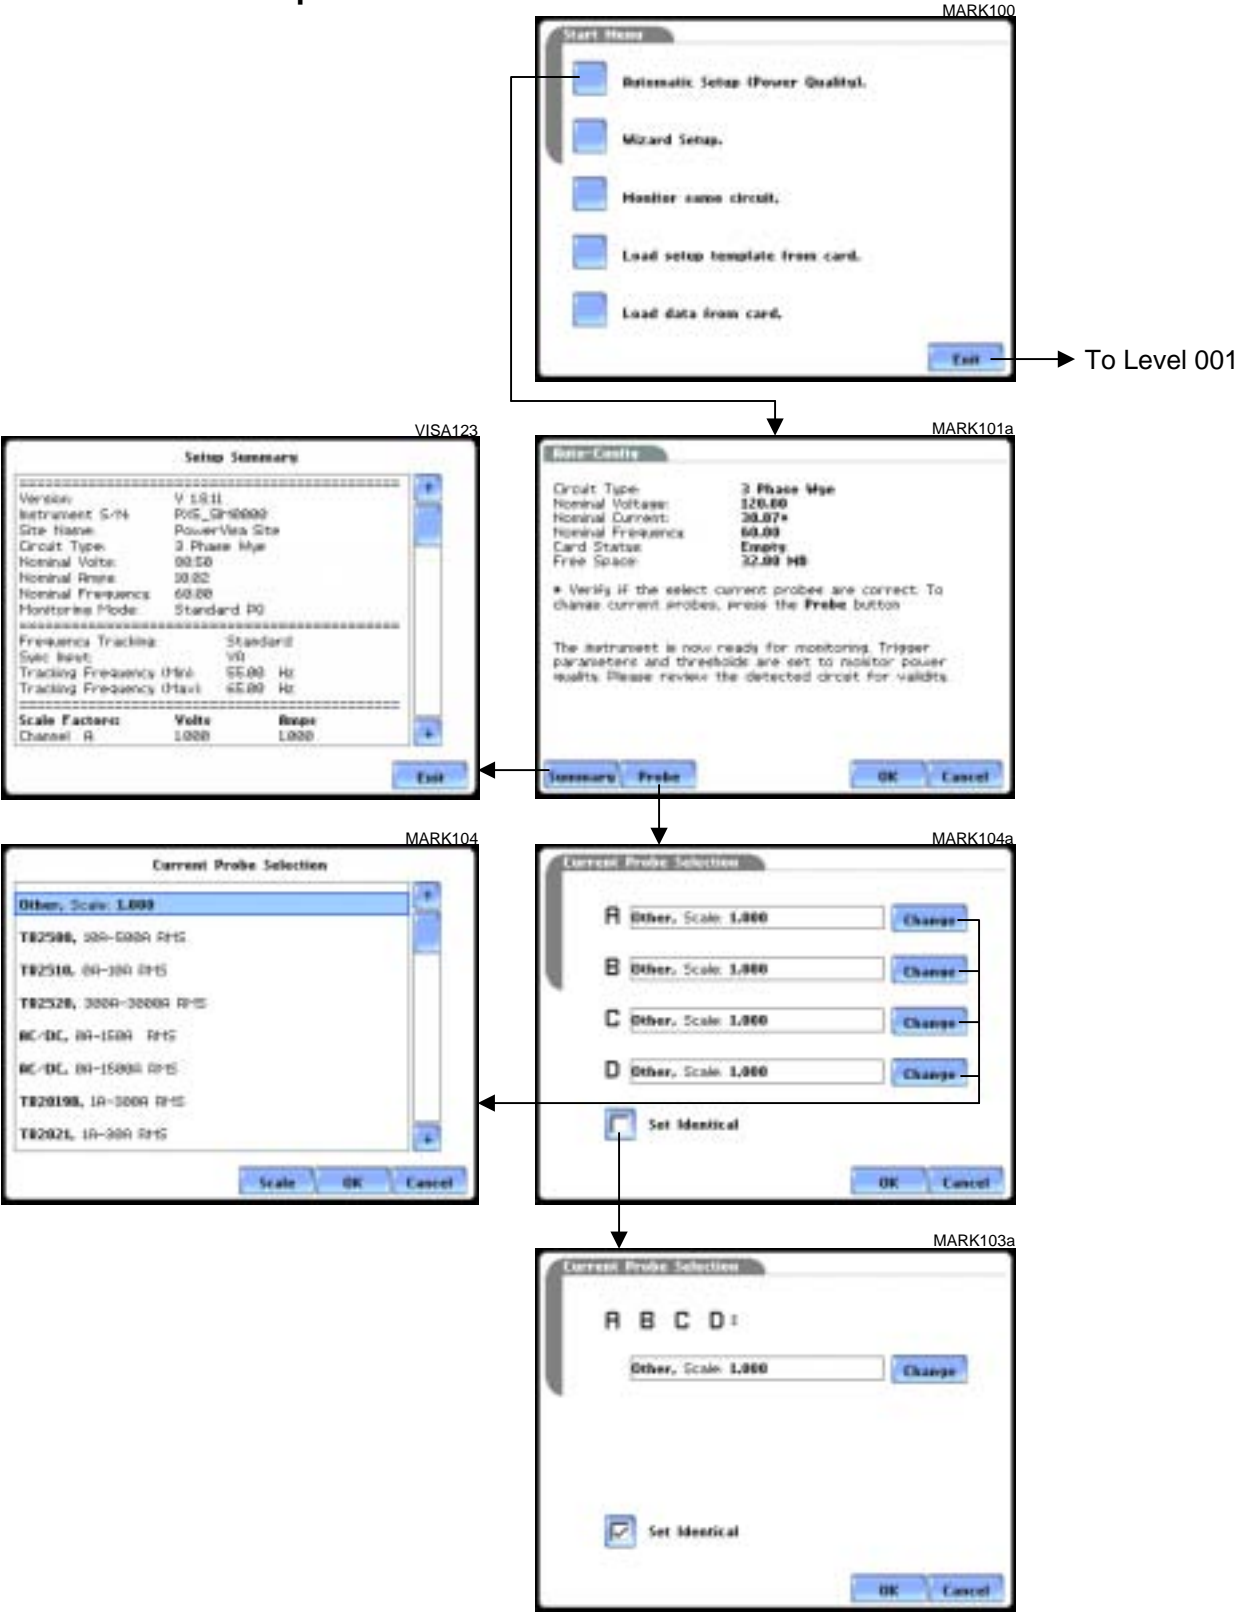 MARK100
Start Menu
Automatic Setup (Power Quality).
Wizard Setup.
Monitor same circuit.
Load setup template from card.
Load data from card.
Exit
To Level 001
VISA123
Setup Summary
Version: V 1.8.11
Instrument S/N:
Site Name: PowerVisa Site
Circuit Type: 3 Phase Wye
Nominal Volts:
Nominal Amps:
Nominal Frequency: 60.00
Monitoring Mode: Standard PQ
Frequency Tracking: Standard
Sync Input: VA
Tracking Frequency (Min): 55.00 Hz
Tracking Frequency (Max): 65.00 Hz
Scale Factors: Volts Amps
Channel A 1.000 1.000
Exit
MARK101a
Auto-Config
Circuit Type: 3 Phase Wye
Nominal Voltage: 120.00
Nominal Current:
Nominal Frequency: 60.00
Card Status: Empty
Free Space: 32.00 MB
* Verify if the select current probes are correct. To
change current probes, press the Probe button
The instrument is now ready for monitoring. Trigger
parameters and thresholds are set to monitor power
quality. Please review the detected circuit for validity.
Summary Probe OK Cancel
MARK104
Current Probe Selection
Other, Scale: 1.000
TR2500, 10A-500A RMS
TR2510, 0A-10A RMS
TR2520, 300A-3000A RMS
AC/DC, 0A-150A RMS
AC/DC, 0A-1500A RMS
TR2019B, 1A-300A RMS
TR2021, 1A-30A RMS
Scale OK Cancel
MARK104a
Current Probe Selection
A Other, Scale: 1.000 Change
B Other, Scale: 1.000 Change
C Other, Scale: 1.000 Change
D Other, Scale: 1.000 Change
Set Identical
OK Cancel
MARK103a
Current Probe Selection
A B C D :
Other, Scale: 1.000 Change
Set Identical
OK Cancel